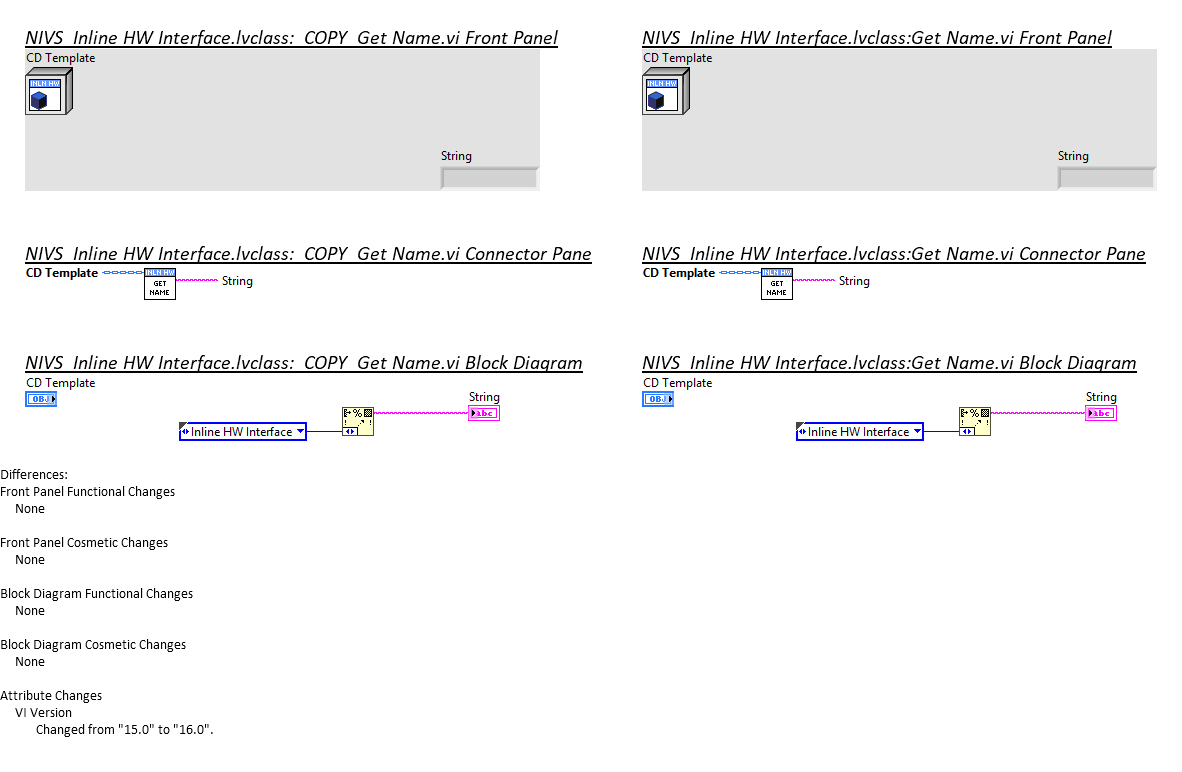 NIVS  Inline HW Interface.lvclass:  COPY  Get Name.vi Front Panel
CD Template
INLN HW
String
NIVS  Inline HW Interface.lvclass:Get Name.vi Front Panel
CD Template
INLN HW
String
NIVS  Inline HW Interface.lvclass:  COPY  Get Name.vi Connector Pane
CD Template
INLN HW
GET
NAME
String
NIVS  Inline HW Interface.lvclass:Get Name.vi Connector Pane
CD Template
INLN HW
GET
NAME
String
NIVS  Inline HW Interface.lvclass:  COPY  Get Name.vi Block Diagram
CD Template
OBJ
String
abc
%
Inline HW Interface
NIVS  Inline HW Interface.lvclass:Get Name.vi Block Diagram
CD Template
OBJ
String
abc
%
Inline HW Interface
Differences:
Front Panel Functional Changes
None
Front Panel Cosmetic Changes
None
Block Diagram Functional Changes
None
Block Diagram Cosmetic Changes
None
Attribute Changes
VI Version
Changed from "15.0" to "16.0".